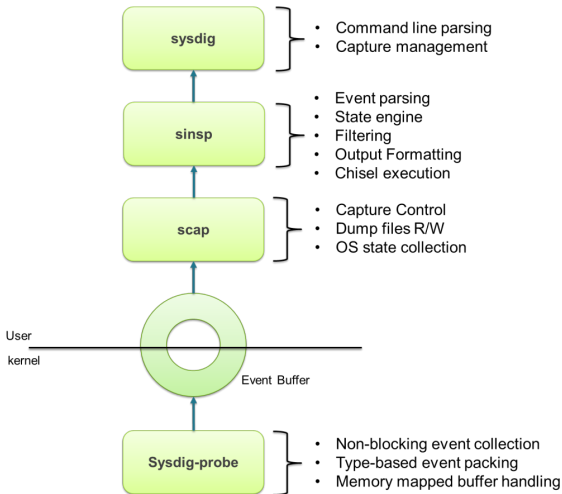 sysdig
• Command line parsing
• Capture management
sinsp
• Event parsing
• State engine
• Filtering
• Output Formatting
• Chisel execution
scap
• Capture Control
• Dump files R/W
• OS state collection
User
kernel
Event Buffer
Sysdig-probe
• Non-blocking event collection
• Type-based event packing
• Memory mapped buffer handling